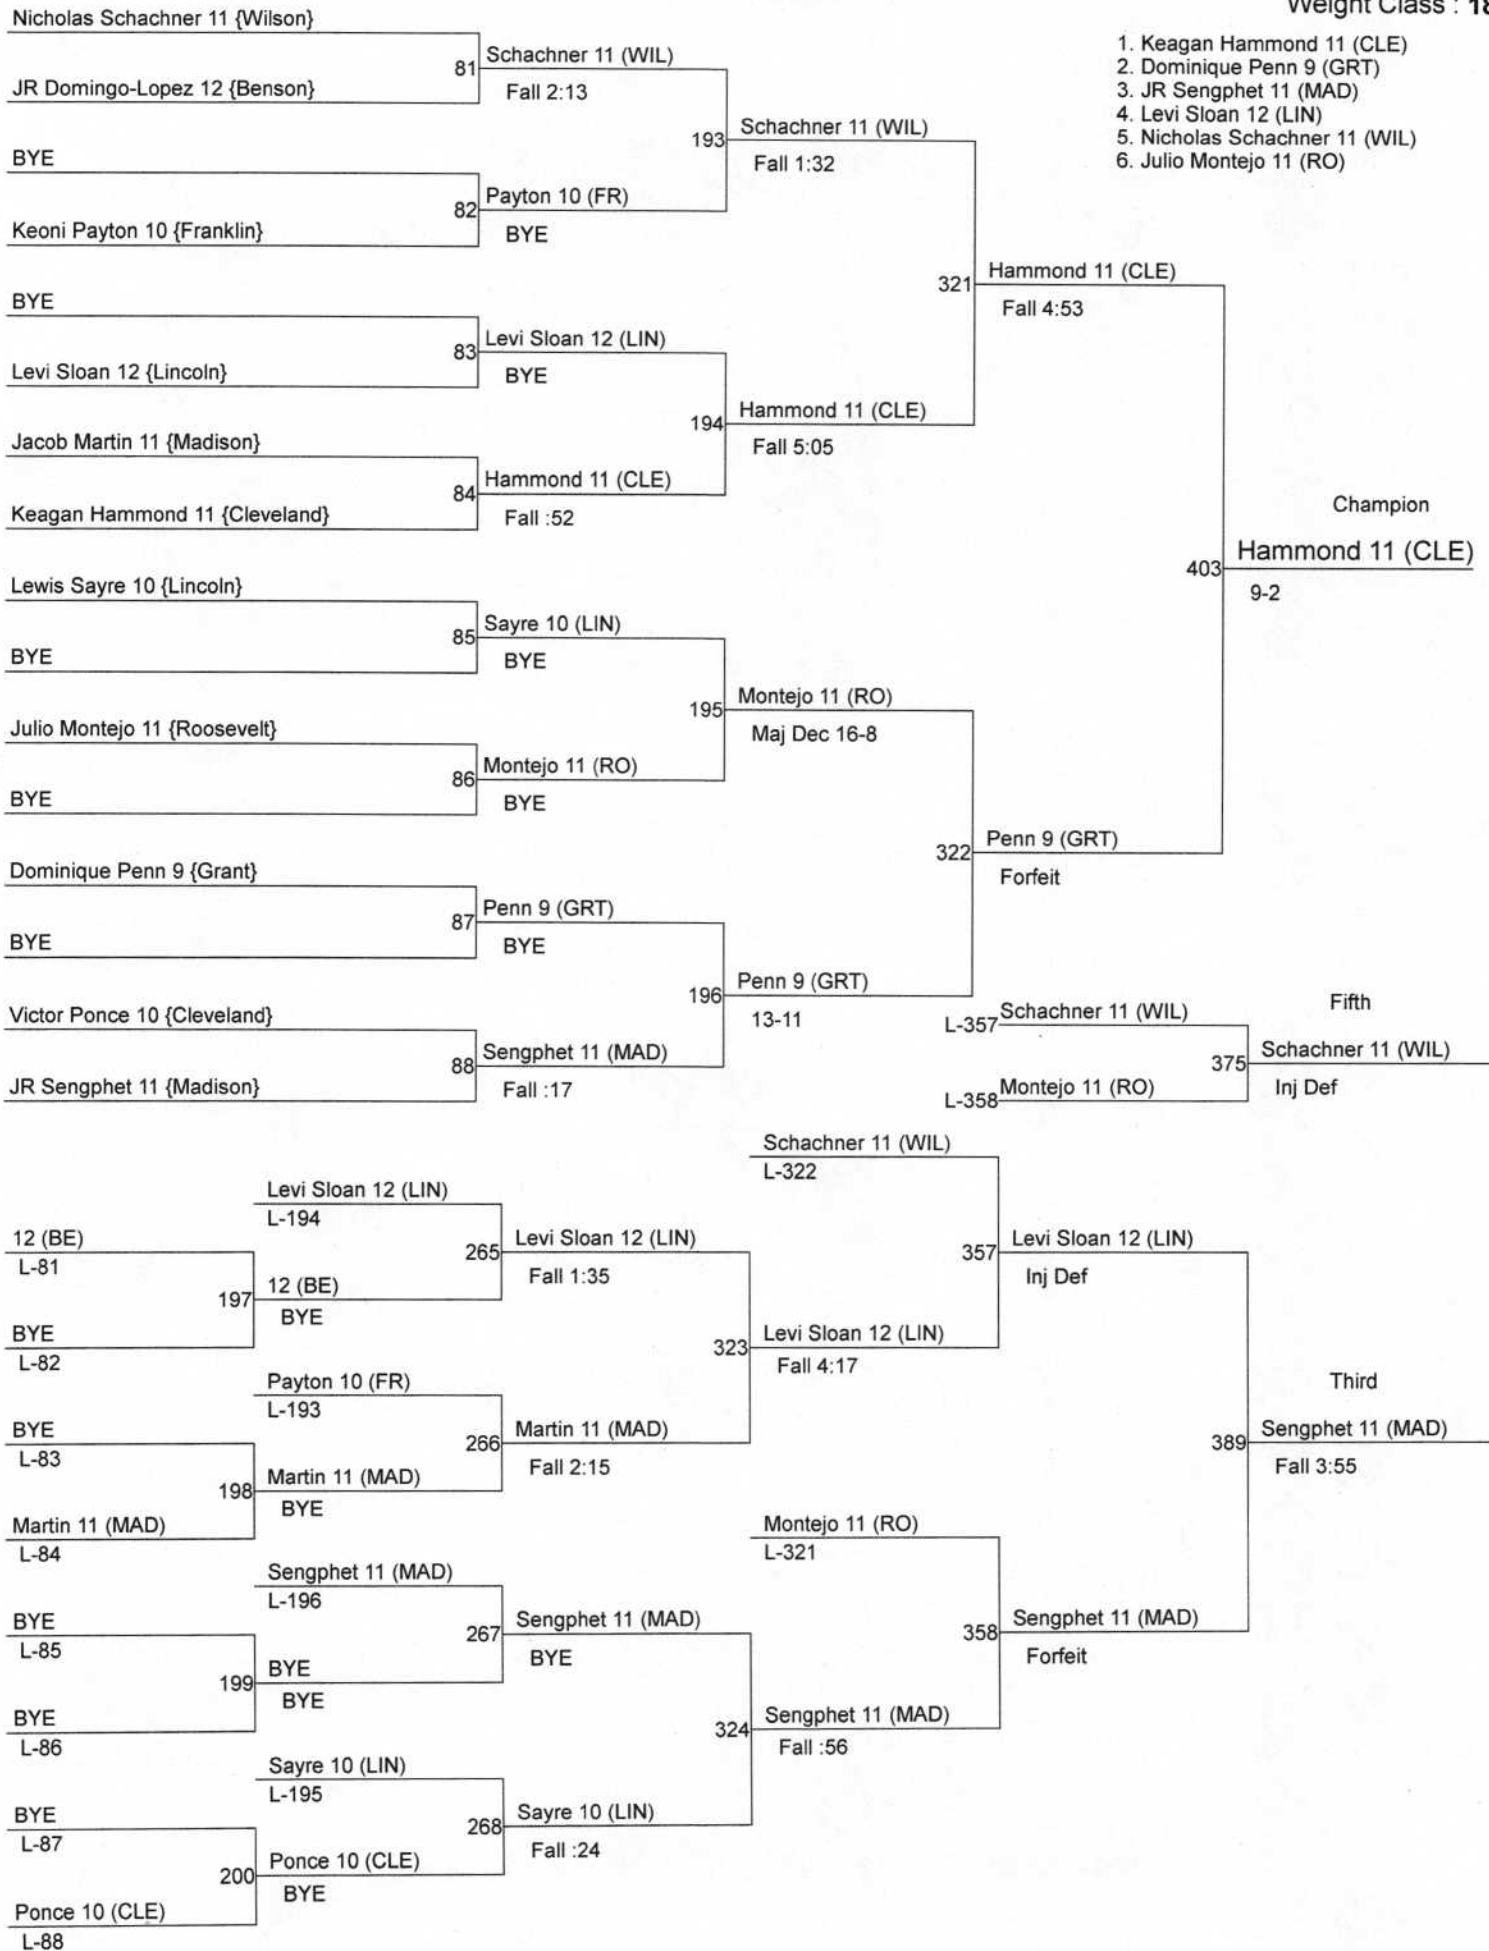 Weight Class : 18
1. Keagan Hammond 11 (CLE)
2. Dominique Penn 9 (GRT)
3. JR Sengphet 11 (MAD)
4. Levi Sloan 12 (LIN)
5. Nicholas Schachner 11 (WIL)
6. Julio Montejo 11 (RO)
Nicholas Schachner 11 {Wilson}
81 Schachner 11 (WIL)
JR Domingo-Lopez 12 {Benson}
Fall 2:13
193 Schachner 11 (WIL)
Fall 1:32
BYE
82 Payton 10 (FR)
Keoni Payton 10 {Franklin}
BYE
321 Hammond 11 (CLE)
Fall 4:53
BYE
83 Levi Sloan 12 (LIN)
Levi Sloan 12 {Lincoln}
BYE
194 Hammond 11 (CLE)
Fall 5:05
Jacob Martin 11 {Madison}
84 Hammond 11 (CLE)
Keagan Hammond 11 {Cleveland}
Fall :52
Champion
403 Hammond 11 (CLE)
9-2
Lewis Sayre 10 {Lincoln}
85 Sayre 10 (LIN)
BYE
BYE
195 Montejo 11 (RO)
Maj Dec 16-8
Julio Montejo 11 {Roosevelt}
86 Montejo 11 (RO)
BYE
BYE
322 Penn 9 (GRT)
Forfeit
Dominique Penn 9 {Grant}
87 Penn 9 (GRT)
BYE
BYE
196 Penn 9 (GRT)
13-11
Victor Ponce 10 {Cleveland}
88 Sengphet 11 (MAD)
JR Sengphet 11 {Madison}
Fall :17
Fifth
L-357 Schachner 11 (WIL)
375 Schachner 11 (WIL)
L-358 Montejo 11 (RO)
Inj Def
Schachner 11 (WIL)
L-322
Levi Sloan 12 (LIN)
L-194
12 (BE)
L-81
265 Levi Sloan 12 (LIN)
Fall 1:35
357 Levi Sloan 12 (LIN)
Inj Def
197 12 (BE)
BYE
BYE
L-82
323 Levi Sloan 12 (LIN)
Fall 4:17
Payton 10 (FR)
L-193
Third
BYE
L-83
266 Martin 11 (MAD)
Fall 2:15
389 Sengphet 11 (MAD)
Fall 3:55
198 Martin 11 (MAD)
BYE
Martin 11 (MAD)
L-84
Montejo 11 (RO)
L-321
Sengphet 11 (MAD)
L-196
BYE
L-85
267 Sengphet 11 (MAD)
BYE
358 Sengphet 11 (MAD)
Forfeit
199 BYE
BYE
BYE
L-86
324 Sengphet 11 (MAD)
Fall :56
Sayre 10 (LIN)
L-195
BYE
L-87
268 Sayre 10 (LIN)
Fall :24
200 Ponce 10 (CLE)
BYE
Ponce 10 (CLE)
L-88